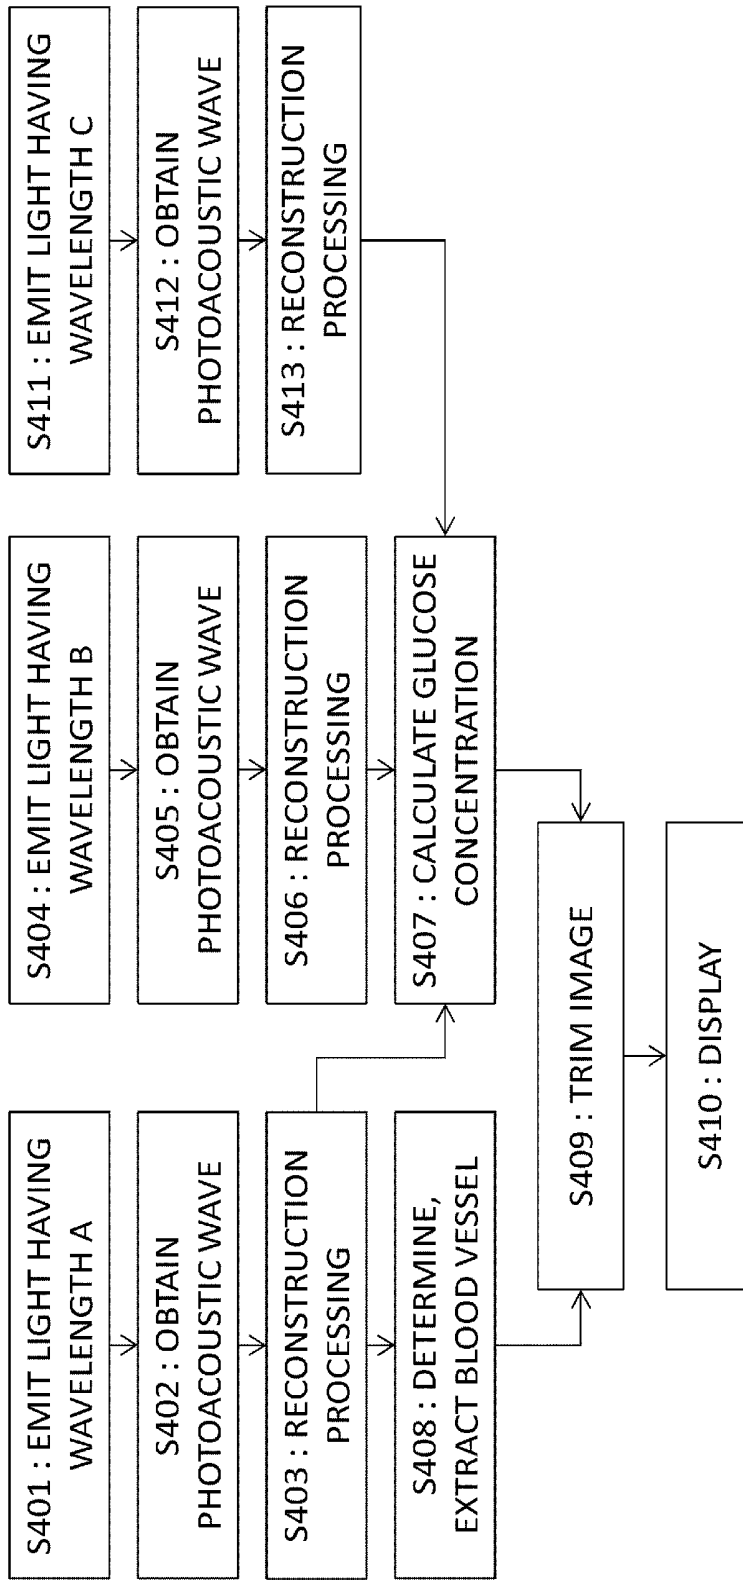 S401 : EMIT LIGHT HAVING
WAVELENGTH A
S402 : OBTAIN
PHOTOACOUSTIC WAVE
S403 : RECONSTRUCTION
PROCESSING
S408 : DETERMINE,
EXTRACT BLOOD VESSEL
S404 : EMIT LIGHT HAVING
WAVELENGTH B
S405 : OBTAIN
PHOTOACOUSTIC WAVE
S406 : RECONSTRUCTION
PROCESSING
S407 : CALCULATE GLUCOSE
CONCENTRATION
S411 : EMIT LIGHT HAVING
WAVELENGTH C
S412 : OBTAIN
PHOTOACOUSTIC WAVE
S413 : RECONSTRUCTION
PROCESSING
S409 : TRIM IMAGE
S410 : DISPLAY